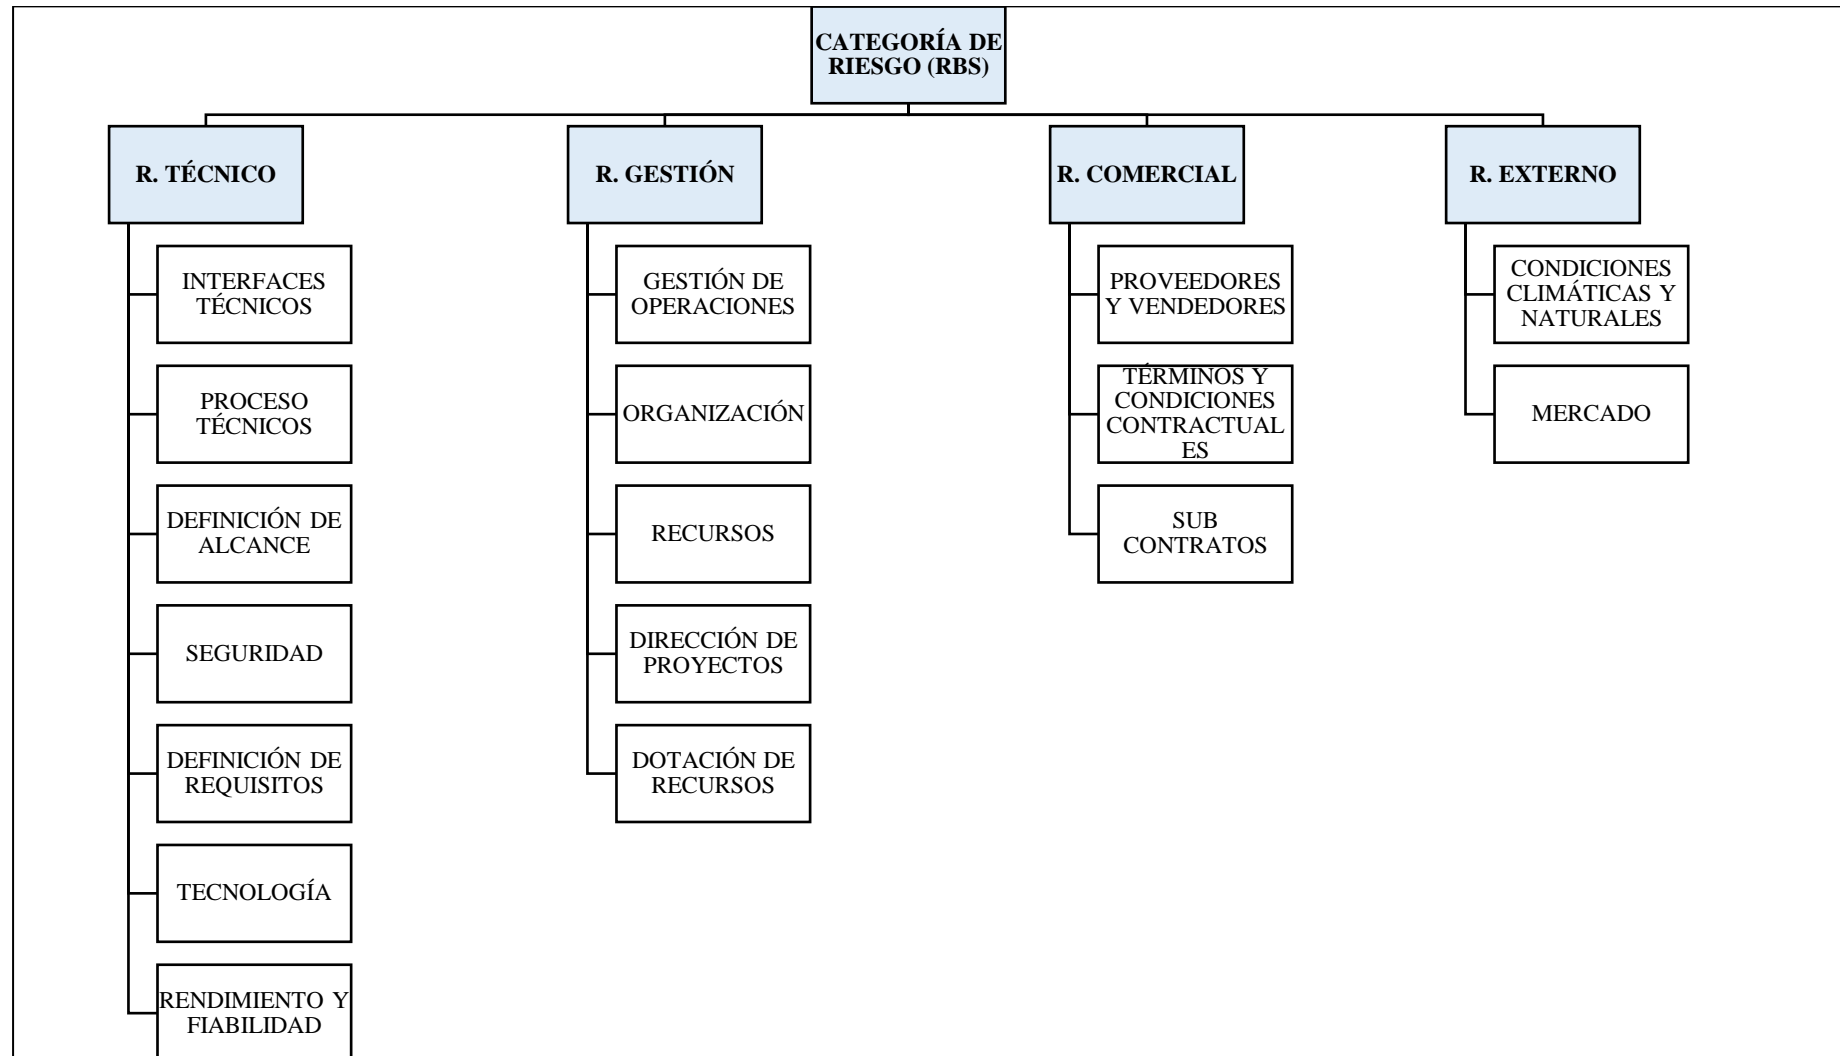 CATEGORÍA DE
RIESGO (RBS)
R. TÉCNICO
INTERFACES
TÉCNICOS
PROCESO
TÉCNICOS
DEFINICIÓN DE
ALCANCE
SEGURIDAD
DEFINICIÓN DE
REQUISITOS
TECNOLOGÍA
RENDIMIENTO Y
FIABILIDAD
R. GESTIÓN
GESTIÓN DE
OPERACIONES
ORGANIZACIÓN
RECURSOS
DIRECCIÓN DE
PROYECTOS
DOTACIÓN DE
RECURSOS
R. COMERCIAL
PROVEEDORES
Y VENDEDORES
TÉRMINOS Y
CONDICIONES
CONTRACTUAL
ES
SUB
CONTRATOS
R. EXTERNO
CONDICIONES
CLIMÁTICAS Y
NATURALES
MERCADO